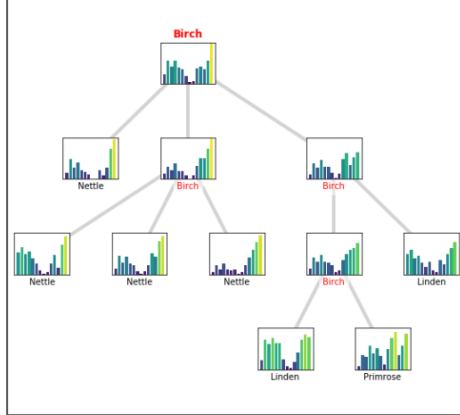 Birch
Nettle
Birch
Birch
Nettle
Nettle
Nettle
Birch
Linden
Linden
Primrose